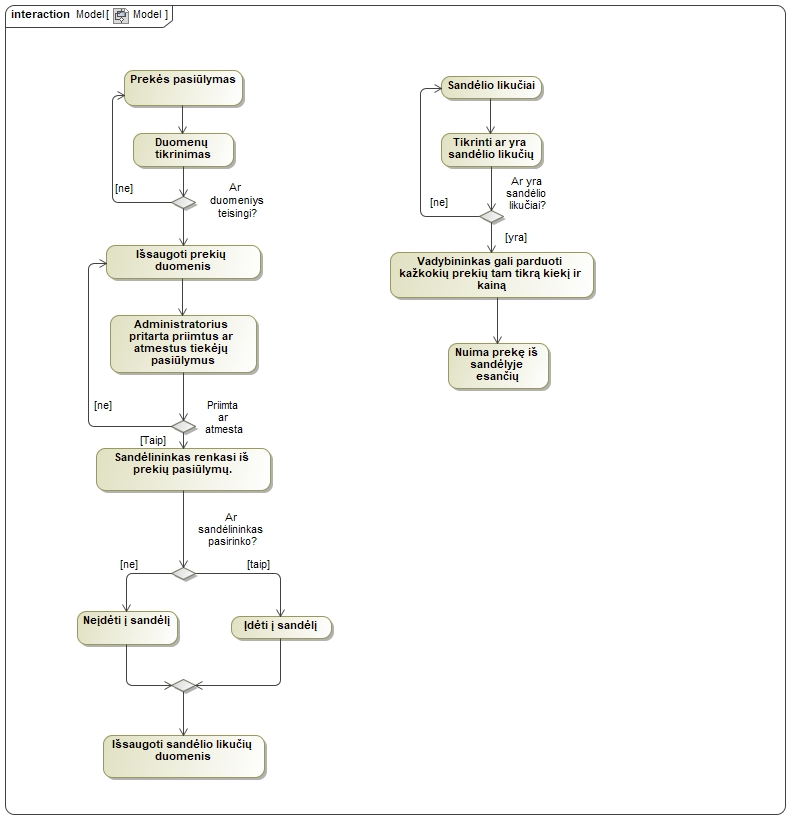 interaction Model[ Model ]
Prekės pasiūlymas
Duomenų
tikrinimas
[ne]
Ar
duomeniys
teisingi?
Išsaugoti prekių
duomenis
Administratorius
pritarta priimtus ar
atmestus tiekėjų
pasiūlymus
[ne]
Priimta
ar
atmesta
[Taip]
Sandėlininkas renkasi iš
prekių pasiūlymų.
Ar
sandėlininkas
pasirinko?
[ne]
[taip]
Neįdėti į sandėlį
Įdėti į sandėlį
Išsaugoti sandėlio likučių
duomenis
Sandėlio likučiai
Tikrinti ar yra
sandėlio likučių
[ne]
Ar yra
sandėlio
likučiai?
[yra]
Vadybininkas gali parduoti
kažkokių prekių tam tikrą kiekį ir
kainą
Nuima prekę iš
sandėlyje
esančių